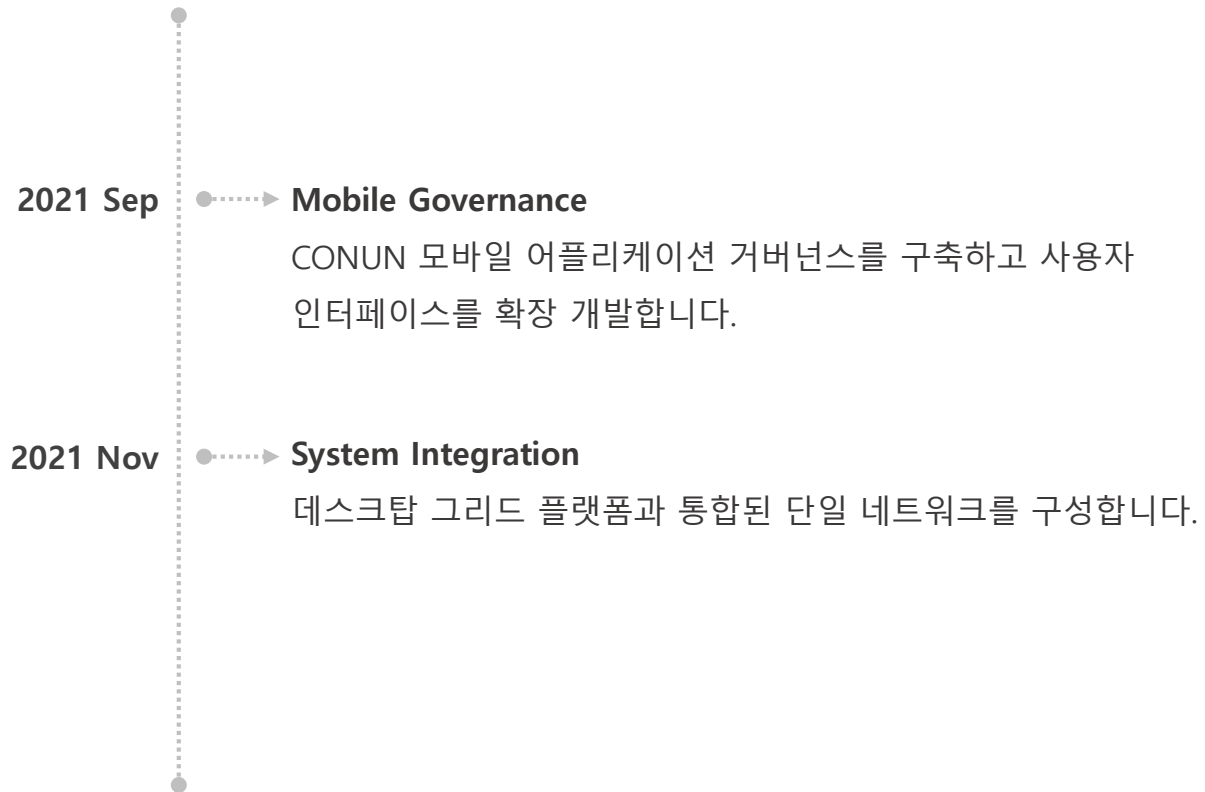 2021 Sep
Mobile Governance
CONUN 모바일 어플리케이션 거버넌스를 구축하고 사용자
인터페이스를 확장 개발합니다.
2021 Nov
System Integration
데스크탑 그리드 플랫폼과 통합된 단일 네트워크를 구성합니다.